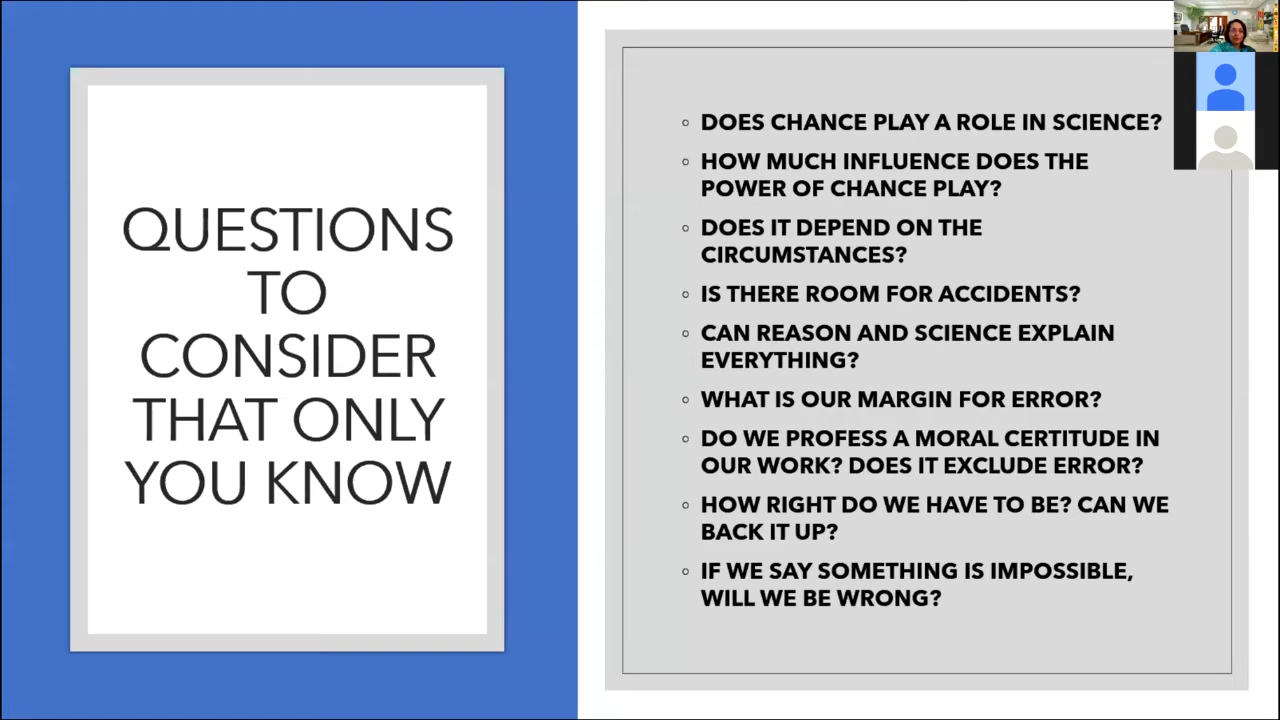 QUESTIONS
TO
CONSIDER
THAT ONLY
YOU KNOW
DOES CHANCE PLAY A ROLE IN SCIENCE?
HOW MUCH INFLUENCE DOES THE
POWER OF CHANCE PLAY?
DOES IT DEPEND ON THE
CIRCUMSTANCES?
IS THERE ROOM FOR ACCIDENTS?
CAN REASON AND SCIENCE EXPLAIN
EVERYTHING?
WHAT IS OUR MARGIN FOR ERROR?
DO WE PROFESS A MORAL CERTITUDE IN
OUR WORK? DOES IT EXCLUDE ERROR?
HOW RIGHT DO WE HAVE TO BE? CAN WE
BACK IT UP?
IF WE SAY SOMETHING IS IMPOSSIBLE,
WILL WE BE WRONG?